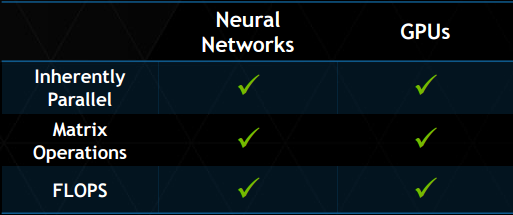 Neural
Networks
GPUs
Inherently
Parallel
✓ ✓
Matrix
Operations
✓ ✓
FLOPS ✓ ✓